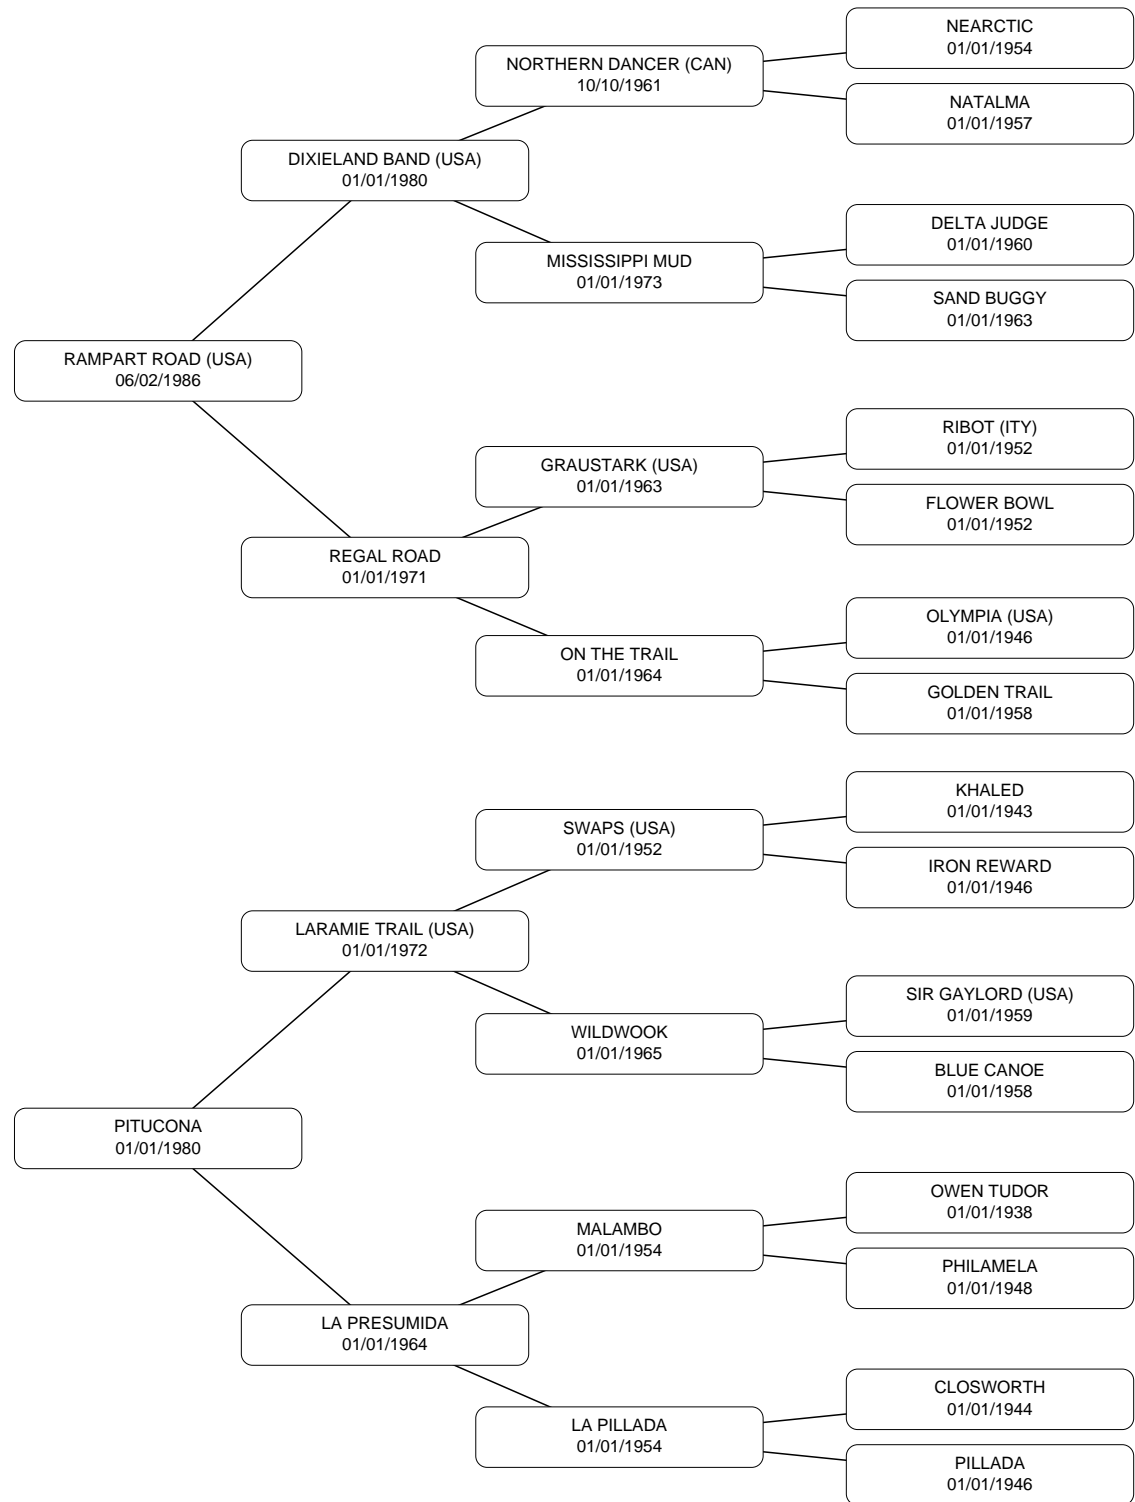 NEARCTIC
01/01/1954
NORTHERN DANCER (CAN)
10/10/1961
NATALMA
01/01/1957
DIXIELAND BAND (USA)
01/01/1980
DELTA JUDGE
01/01/1960
MISSISSIPPI MUD
01/01/1973
SAND BUGGY
01/01/1963
RAMPART ROAD (USA)
06/02/1986
RIBOT (ITY)
01/01/1952
GRAUSTARK (USA)
01/01/1963
FLOWER BOWL
01/01/1952
REGAL ROAD
01/01/1971
OLYMPIA (USA)
01/01/1946
ON THE TRAIL
01/01/1964
GOLDEN TRAIL
01/01/1958
KHALED
01/01/1943
SWAPS (USA)
01/01/1952
IRON REWARD
01/01/1946
LARAMIE TRAIL (USA)
01/01/1972
SIR GAYLORD (USA)
01/01/1959
WILDWOOK
01/01/1965
BLUE CANOE
01/01/1958
PITUCONA
01/01/1980
OWEN TUDOR
01/01/1938
MALAMBO
01/01/1954
PHILAMELA
01/01/1948
LA PRESUMIDA
01/01/1964
CLOSWORTH
01/01/1944
LA PILLADA
01/01/1954
PILLADA
01/01/1946